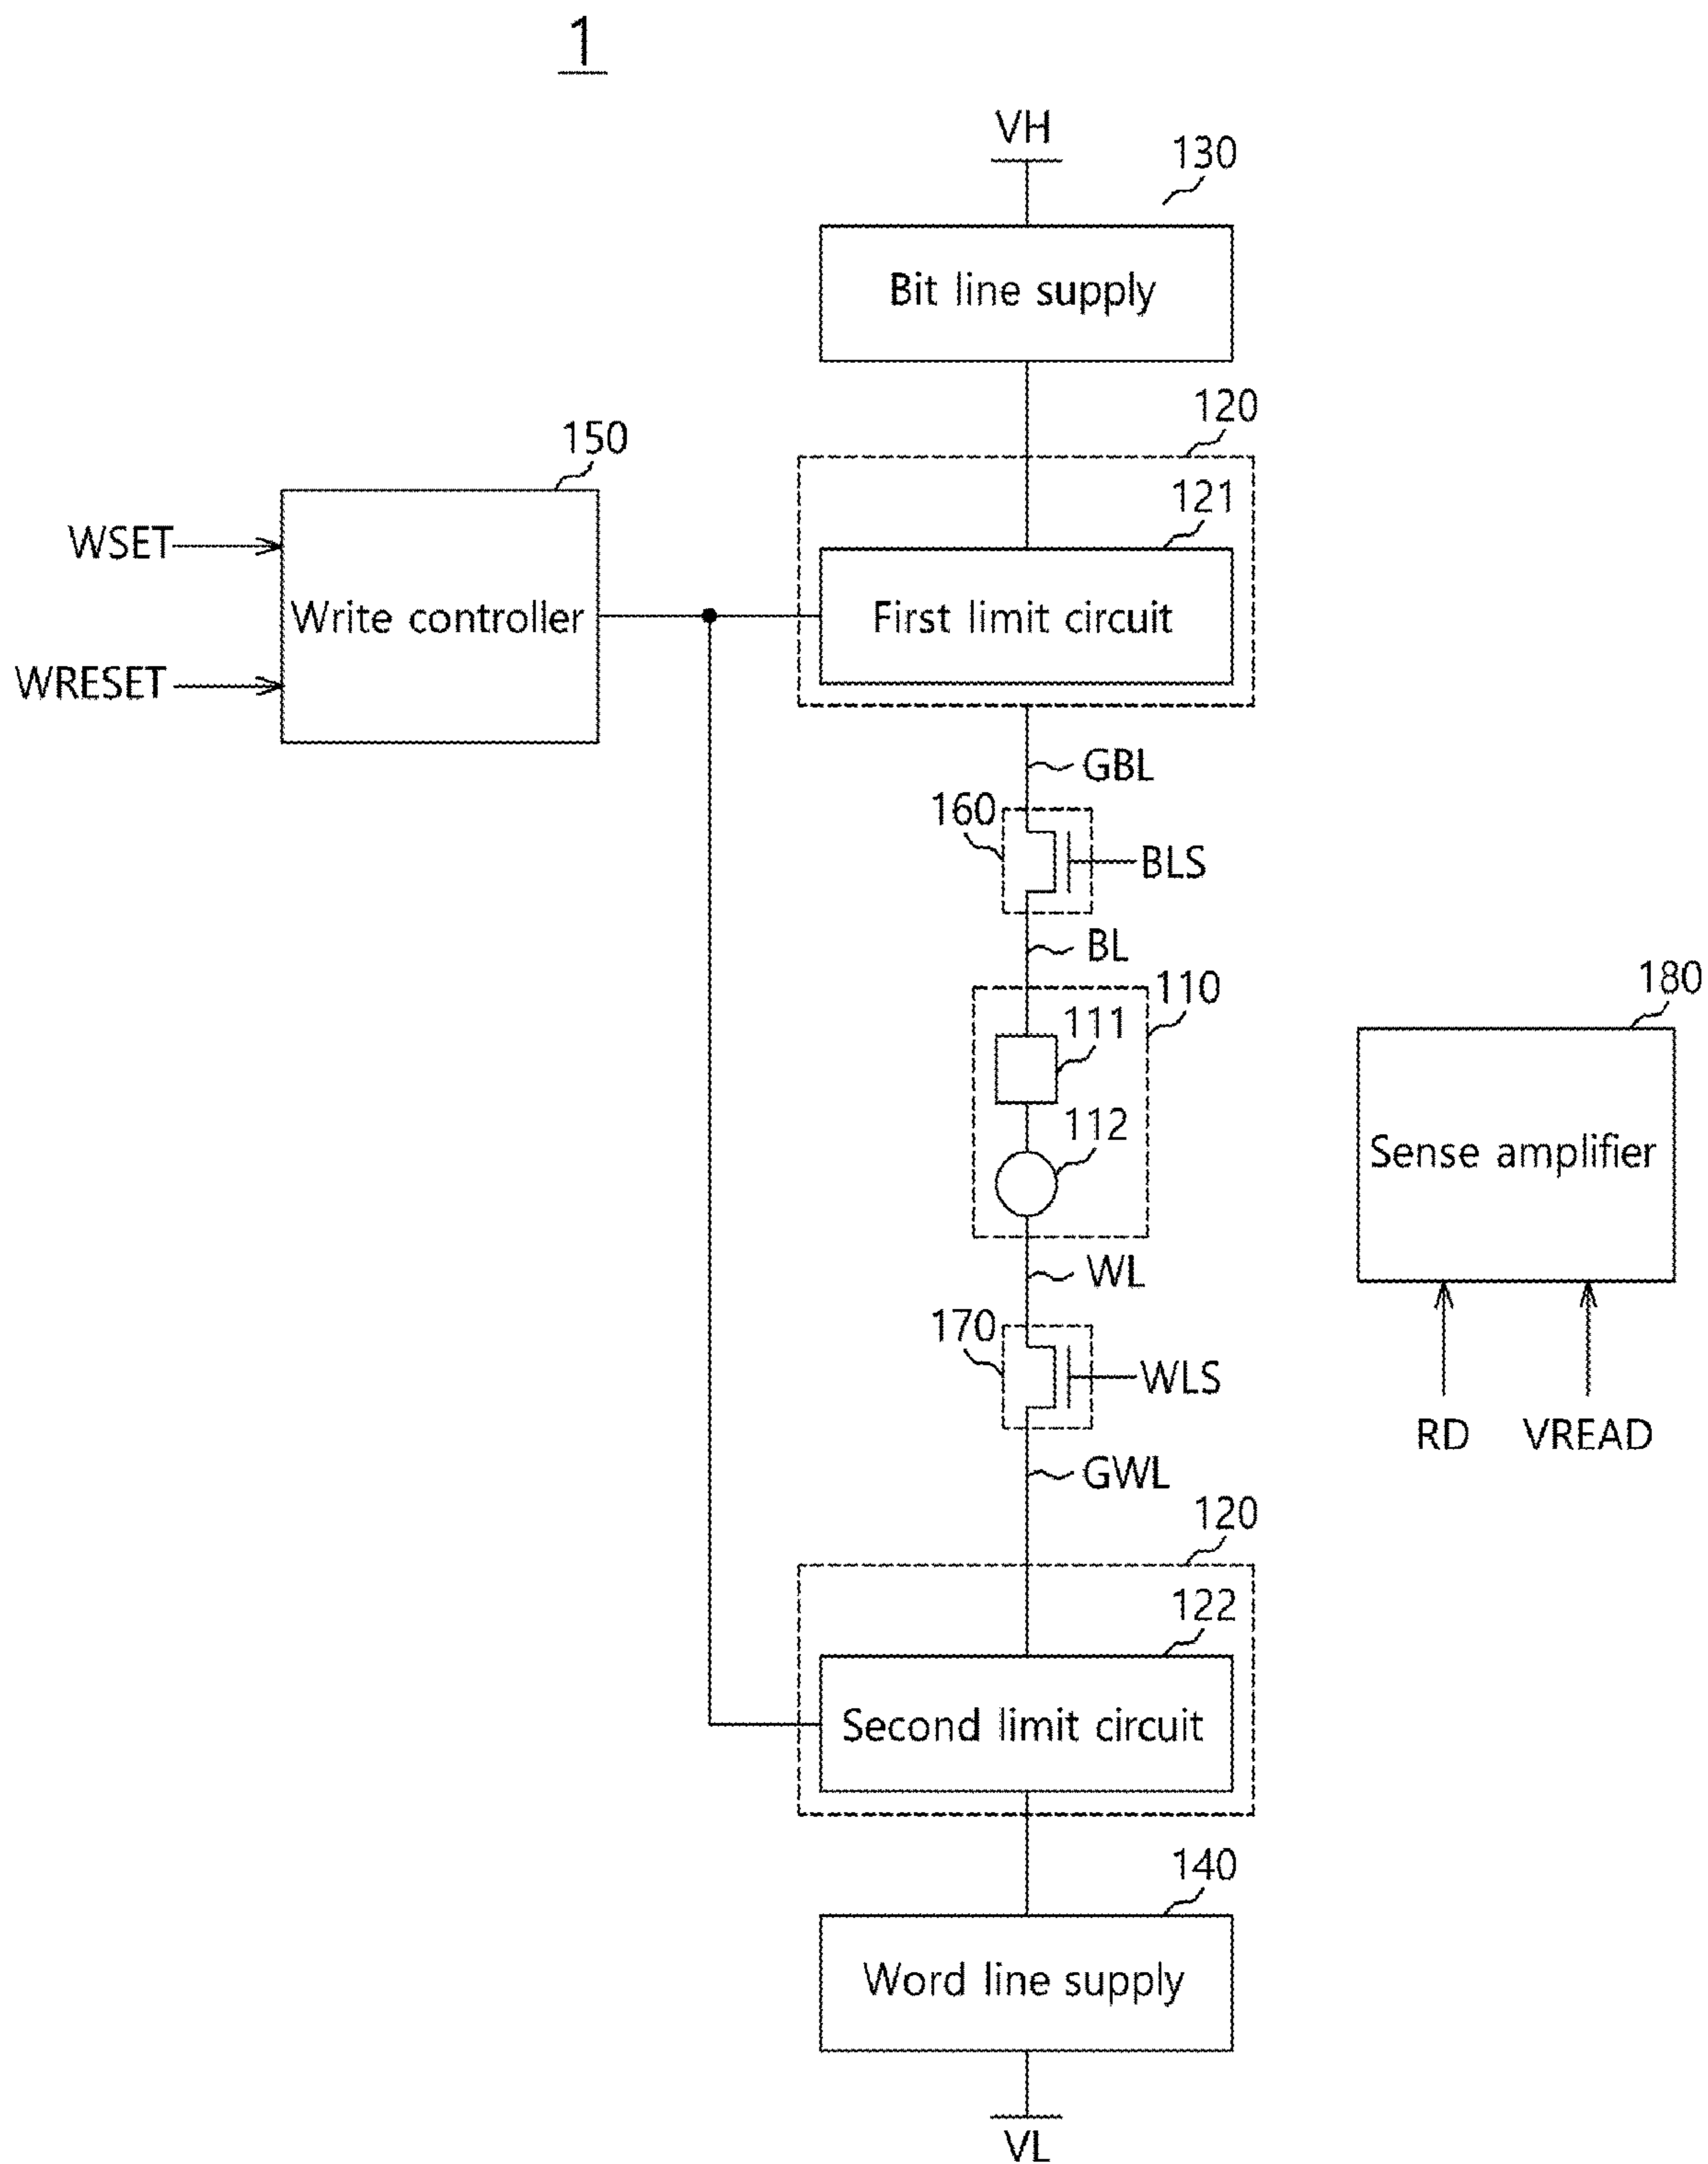 1
VH
130
Bit line supply
120
150
121
WSET
Write controller
First limit circuit
WRESET
GBL
160
BLS
BL
110
180
111
112
Sense amplifier
WL
170
WLS
RD
VREAD
GWL
120
122
Second limit circuit
140
Word line supply
VL